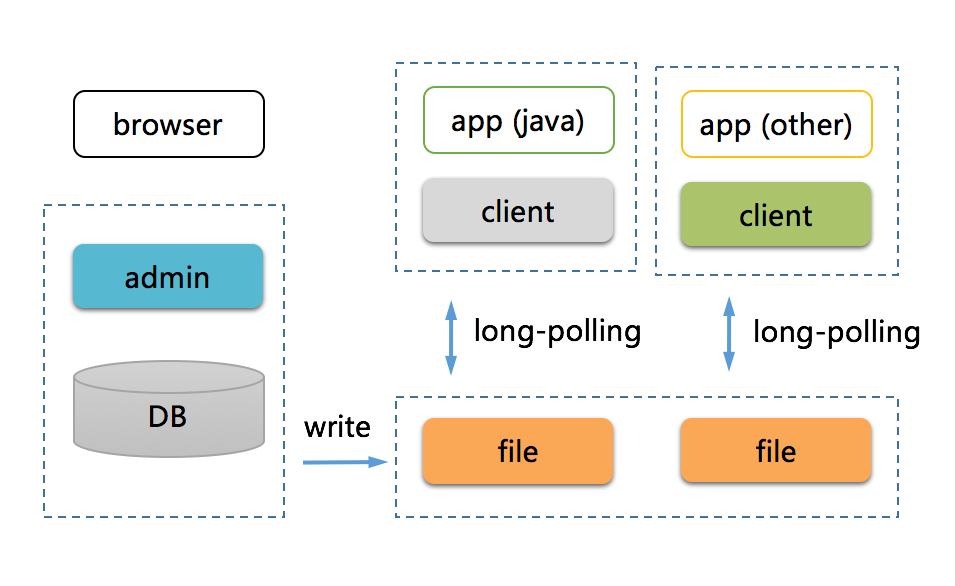 browser
app (java)
app (other)
client
client
admin
long-polling
long-polling
DB
write
file
file